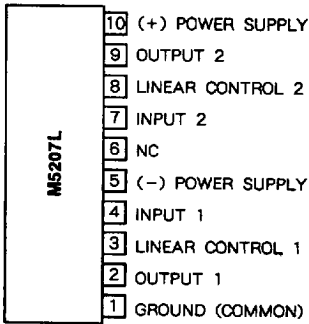 M5207L
10 (+) POWER SUPPLY
9 OUTPUT 2
8 LINEAR CONTROL 2
7 INPUT 2
6 NC
5 (−) POWER SUPPLY
4 INPUT 1
3 LINEAR CONTROL 1
2 OUTPUT 1
1 GROUND (COMMON)